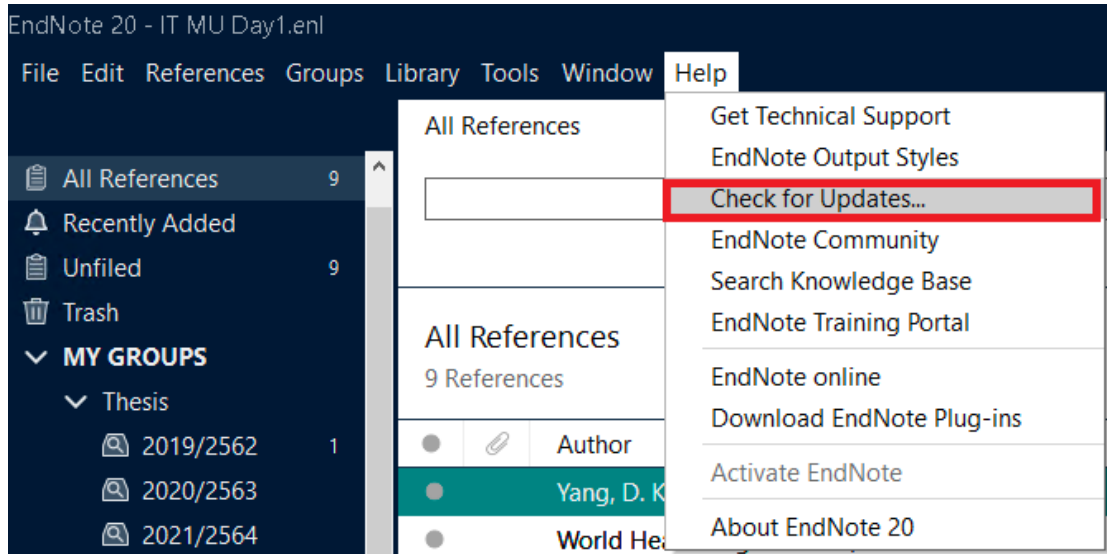 EndNote 20 - IT MU Day1.enl
File Edit References Groups Library Tools Window Help
All References 9
Recently Added
Unfiled 9
Trash
MY GROUPS
Thesis
2019/2562 1
2020/2563
2021/2564
All References
All References
9 References
Author
Yang, D. K
World Hea
Get Technical Support
EndNote Output Styles
Check for Updates...
EndNote Community
Search Knowledge Base
EndNote Training Portal
EndNote online
Download EndNote Plug-ins
Activate EndNote
About EndNote 20